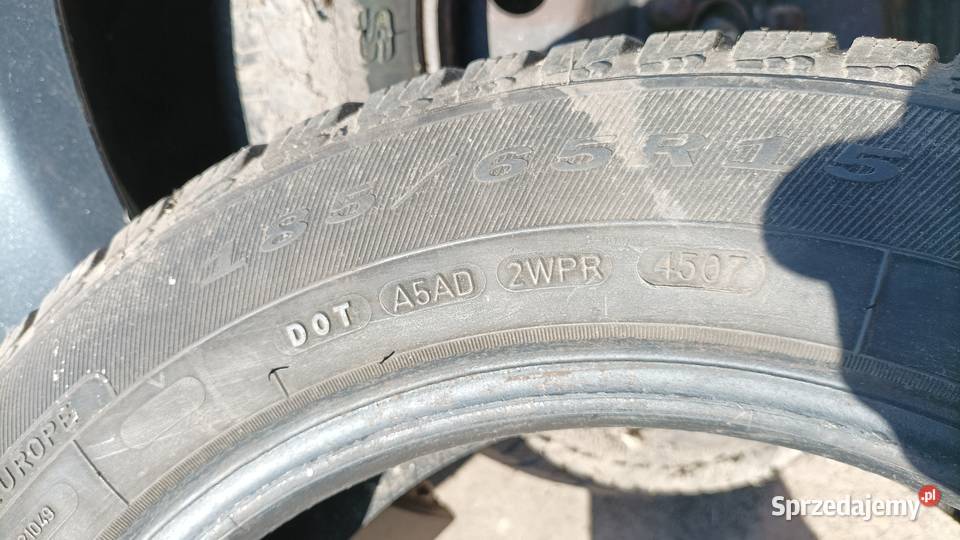 185/65R15
DOT A5AD 2WPR 4507
EUROPE
Sprzedajemy.pl